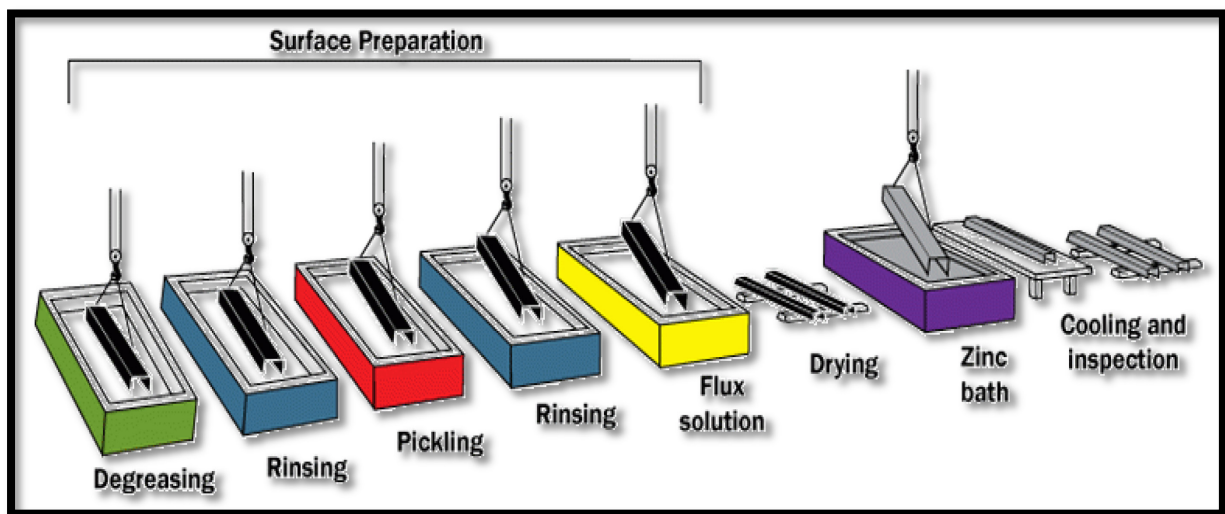 Surface Preparation
Degreasing
Rinsing
Pickling
Rinsing
Flux
solution
Drying
Zinc
bath
Cooling and
inspection